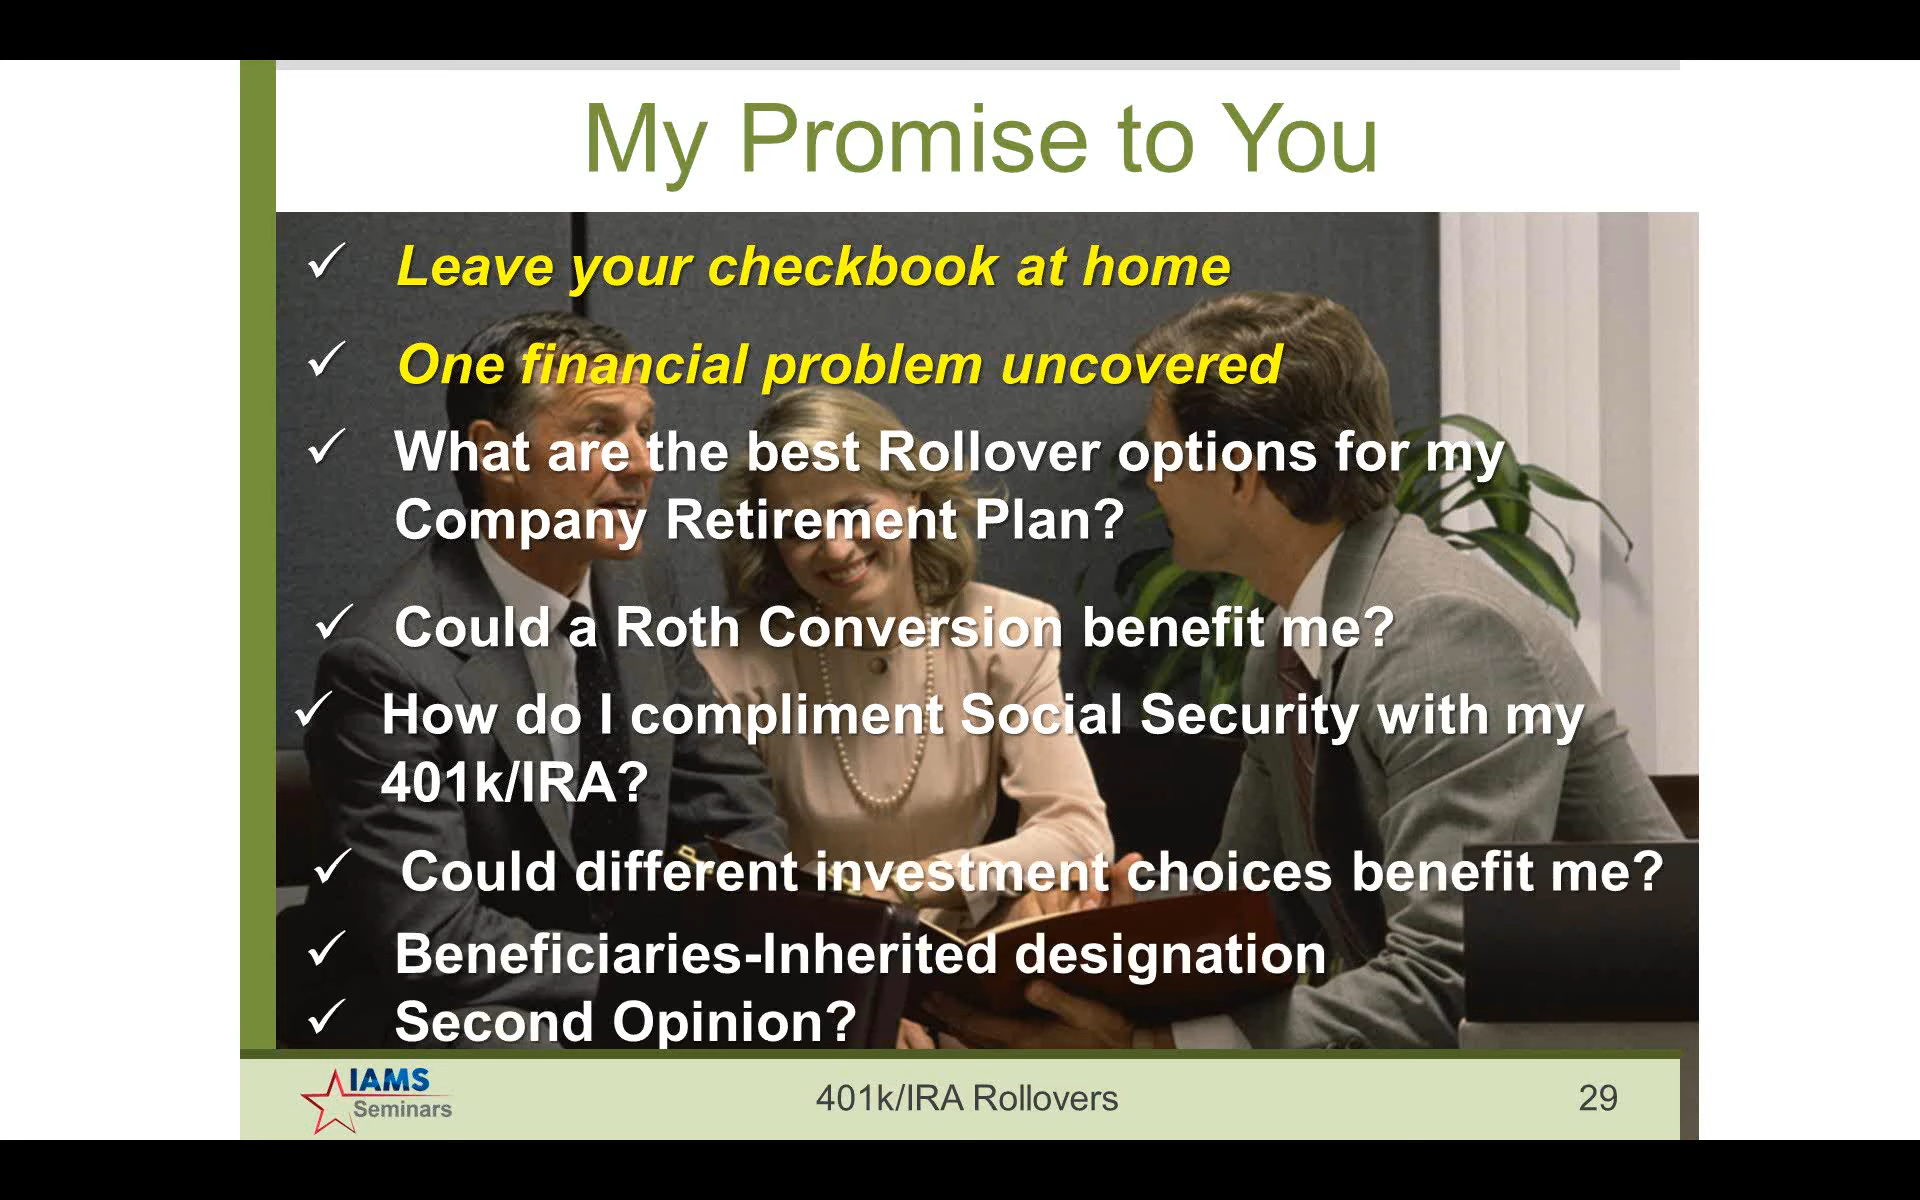 My Promise to You
✓ Leave your checkbook at home
✓ One financial problem uncovered
✓ What are the best Rollover options for my
Company Retirement Plan?
✓ Could a Roth Conversion benefit me?
✓ How do I compliment Social Security with my
401k/IRA?
✓ Could different investment choices benefit me?
✓ Beneficiaries-Inherited designation
✓ Second Opinion?
IAMS
Seminars
401k/IRA Rollovers
29